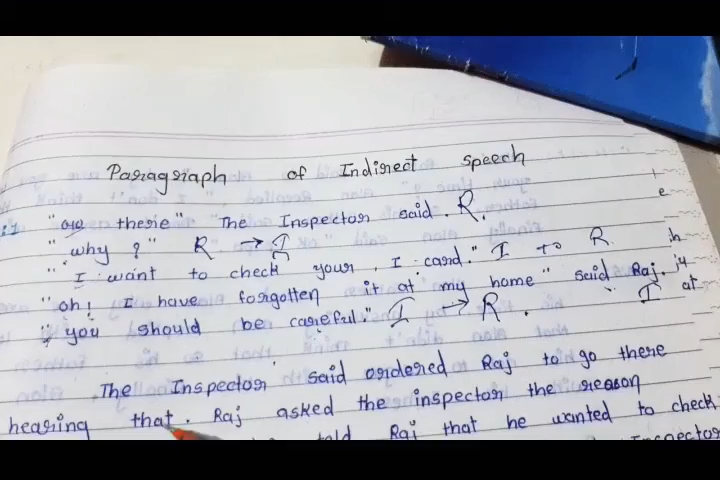 Paragraph of Indirect speech
:1 "Go there" The Inspector said. R.
"why ?" R → I
"I want to check your I card." I to R
"oh! I have forgotten it at my home" said Raj.
"you should be careful." I → R.
The Inspector said ordered Raj to go there
hearing that. Raj asked the inspector the reason
told Raj that he wanted to check
Inspector